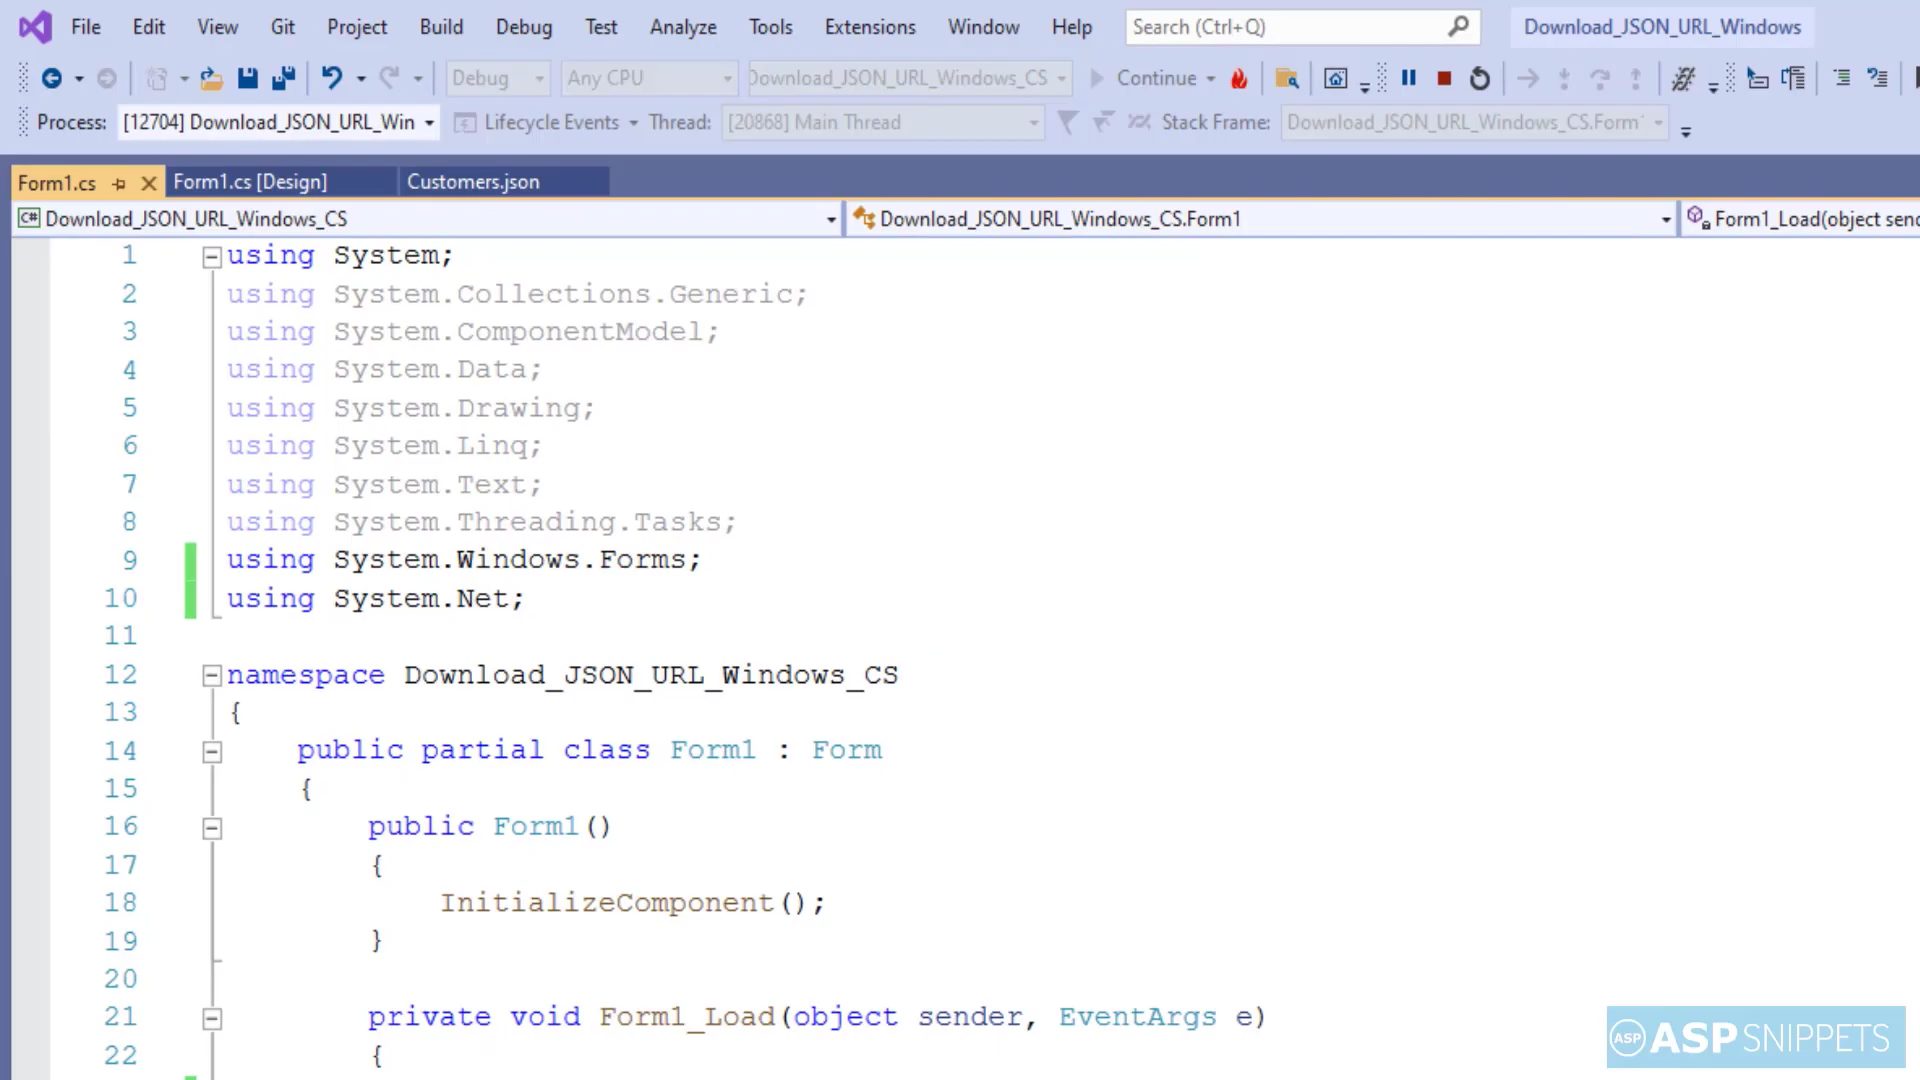 File Edit View Git Project Build Debug Test Analyze Tools Extensions Window Help Search (Ctrl+Q) Download_JSON_URL_Windows
Debug Any CPU Download_JSON_URL_Windows_CS Continue
Process: [12704] Download_JSON_URL_Win Lifecycle Events Thread: [20868] Main Thread Stack Frame: Download_JSON_URL_Windows_CS.Form
Form1.cs Form1.cs [Design] Customers.json
C# Download_JSON_URL_Windows_CS Download_JSON_URL_Windows_CS.Form1 Form1_Load(object send
1 using System;
2 using System.Collections.Generic;
3 using System.ComponentModel;
4 using System.Data;
5 using System.Drawing;
6 using System.Linq;
7 using System.Text;
8 using System.Threading.Tasks;
9 using System.Windows.Forms;
10 using System.Net;
11
12 namespace Download_JSON_URL_Windows_CS
13 {
14 public partial class Form1 : Form
15 {
16 public Form1()
17 {
18 InitializeComponent();
19 }
20
21 private void Form1_Load(object sender, EventArgs e)
22 {
ASP ASPSNIPPETS